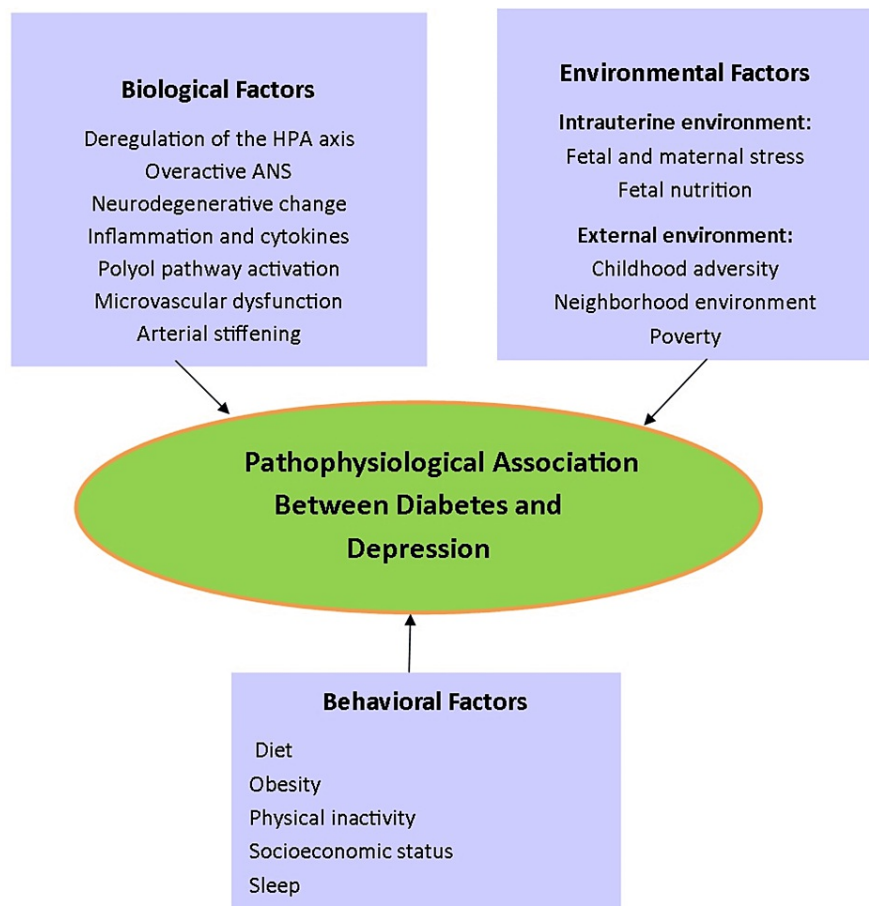 Biological Factors
Deregulation of the HPA axis
Overactive ANS
Neurodegenerative change
Inflammation and cytokines
Polyol pathway activation
Microvascular dysfunction
Arterial stiffening
Environmental Factors
Intrauterine environment:
Fetal and maternal stress
Fetal nutrition
External environment:
Childhood adversity
Neighborhood environment
Poverty
Pathophysiological Association
Between Diabetes and
Depression
Behavioral Factors
Diet
Obesity
Physical inactivity
Socioeconomic status
Sleep